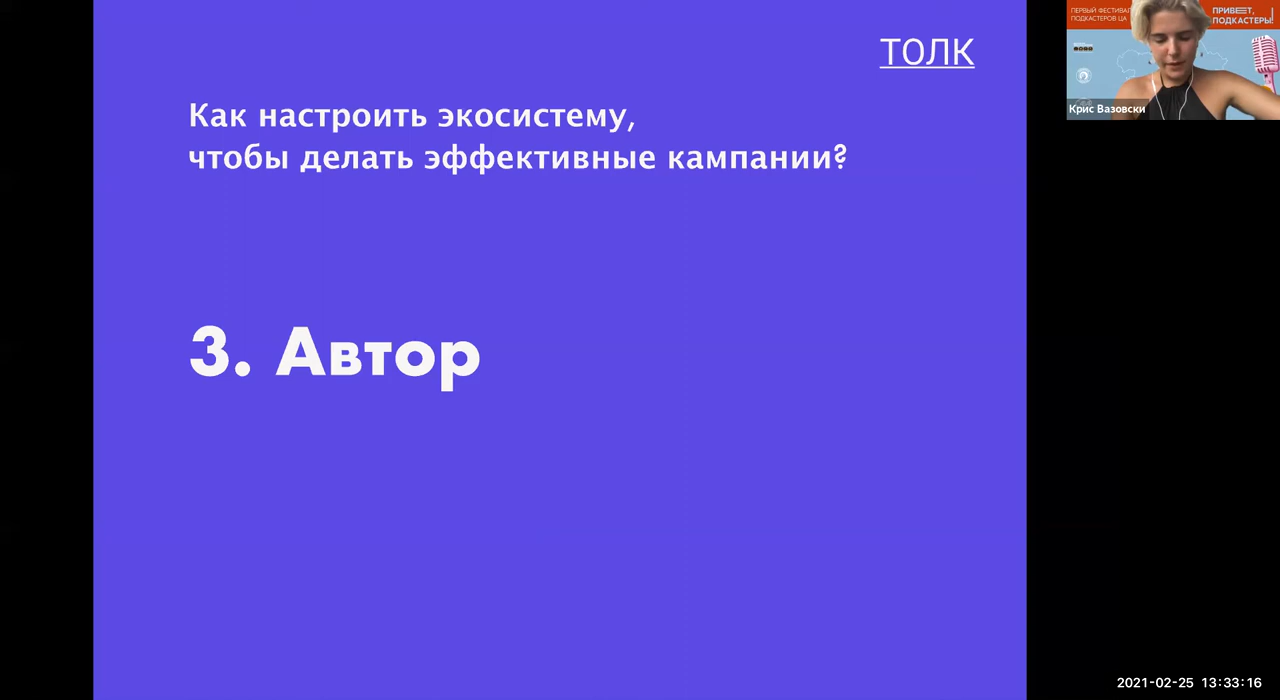 ТОЛК
Как настроить экосистему,
чтобы делать эффективные кампании?
3. Автор
ПЕРВЫЙ ФЕСТИВАЛ
ПОДКАСТЕРОВ ЦА
ПРИВЕТ,
ПОДКАСТЕРЫ!
Крис Вазовски
2021-02-25 13:33:16